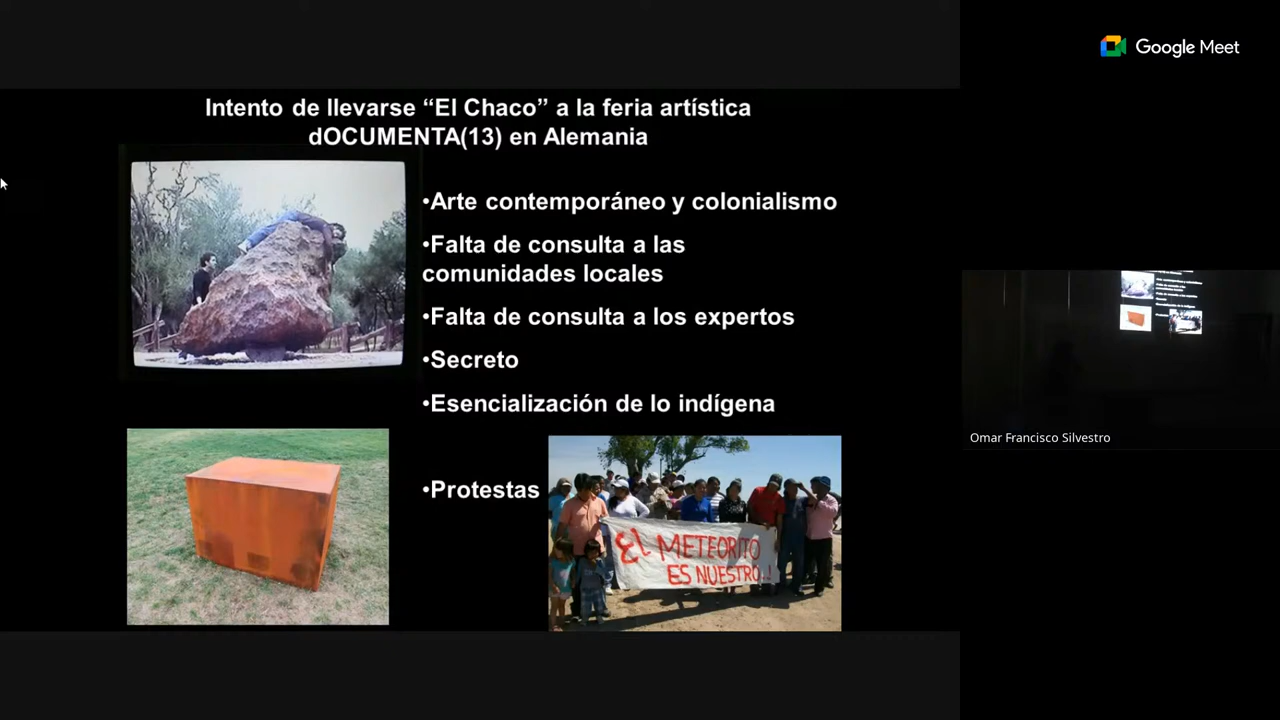 Google Meet
Intento de llevarse “El Chaco” a la feria artística
dOCUMENTA(13) en Alemania
•Arte contemporáneo y colonialismo
•Falta de consulta a las
comunidades locales
•Falta de consulta a los expertos
•Secreto
•Esencialización de lo indígena
•Protestas
El METEORITO
ES NUESTRO..!
Omar Francisco Silvestro